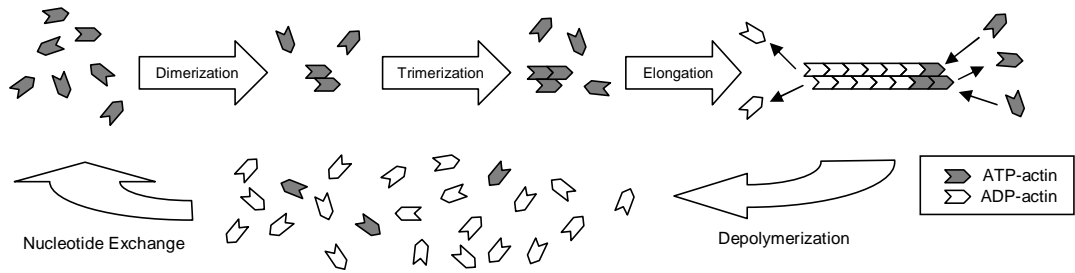 Dimerization
Trimerization
Elongation
ATP-actin
ADP-actin
Nucleotide Exchange
Depolymerization